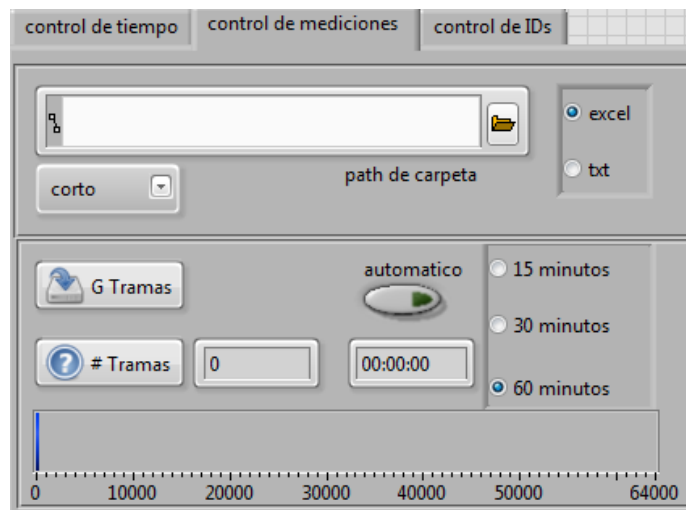 control de tiempo control de mediciones control de IDs
excel
path de carpeta txt
corto
G Tramas automatico 15 minutos
30 minutos
# Tramas 0 00:00:00
60 minutos
0 10000 20000 30000 40000 50000 64000